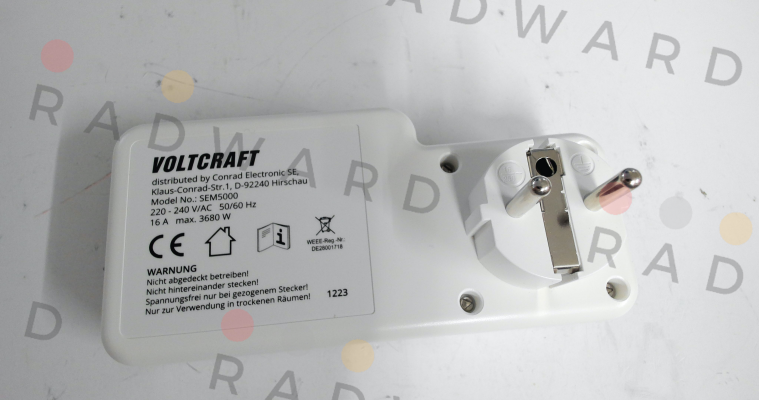 RADWARD
RADWARD
RADWARD
VOLTCRAFT
distributed by Conrad Electronic SE,
Klaus-Conrad-Str.1, D-92240 Hirschau
Model No.: SEM5000
220 - 240 V/AC 50/60 Hz
16 A max. 3680 W
CE
i
WEEE-Reg.-Nr.:
DE28001718
WARNUNG
Nicht abgedeckt betreiben!
Nicht hintereinander stecken!
Spannungsfrei nur bei gezogenem Stecker!
Nur zur Verwendung in trockenen Räumen!
1223
D
RADWARD